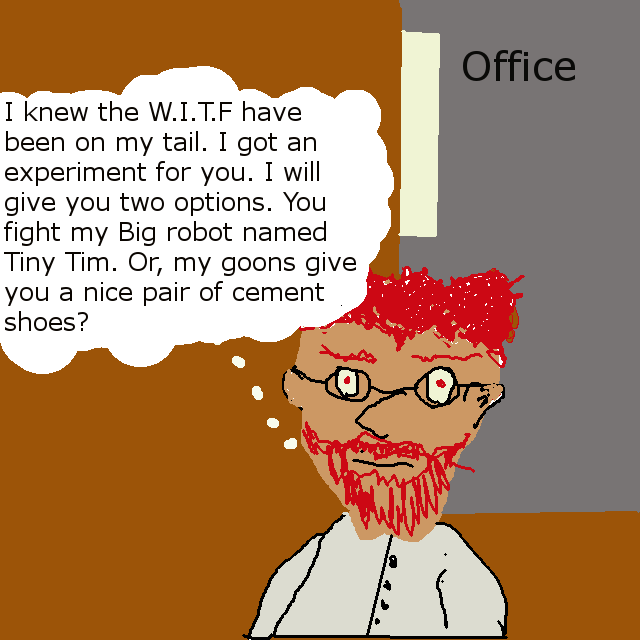 Office
I knew the W.I.T.F have
been on my tail. I got an
experiment for you. I will
give you two options. You
fight my Big robot named
Tiny Tim. Or, my goons give
you a nice pair of cement
shoes?